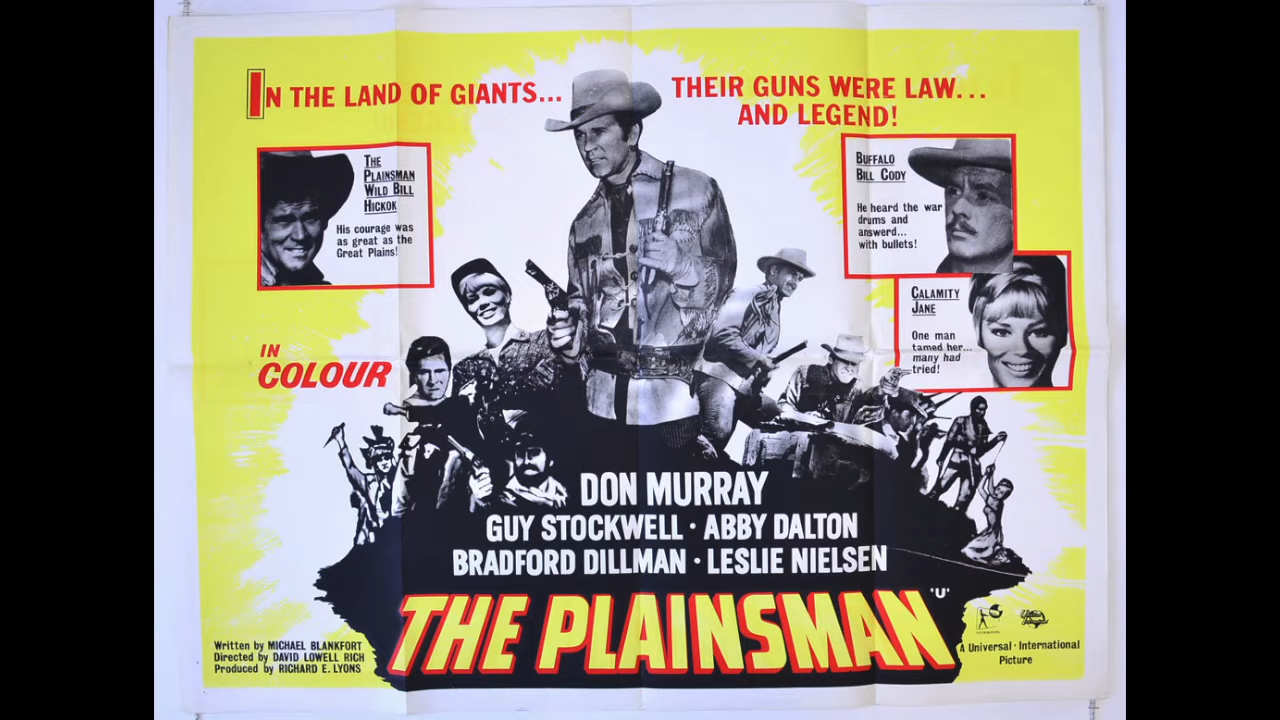 IN THE LAND OF GIANTS...
THEIR GUNS WERE LAW...
AND LEGEND!
THE
PLAINSMAN
WILD BILL
HICKOK
His courage was
as great as the
Great Plains!
BUFFALO
BILL CODY
He heard the war
drums and
answerd...
with bullets!
CALAMITY
JANE
One man
tamed her...
many had
tried!
IN
COLOUR
DON MURRAY
GUY STOCKWELL · ABBY DALTON
BRADFORD DILLMAN · LESLIE NIELSEN
THE PLAINSMAN
'U'
Written by MICHAEL BLANKFORT
Directed by DAVID LOWELL RICH
Produced by RICHARD E. LYONS
A Universal · International
Picture